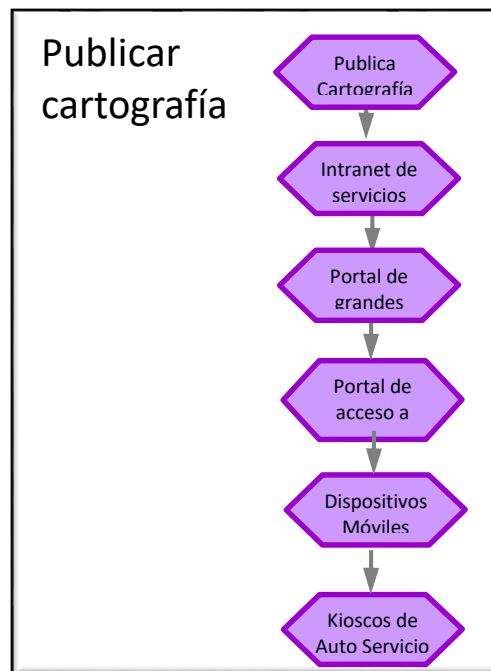 Publicar
cartografía
Publica
Cartografía
Intranet de
servicios
Portal de
grandes
Portal de
acceso a
Dispositivos
Móviles
Kioscos de
Auto Servicio